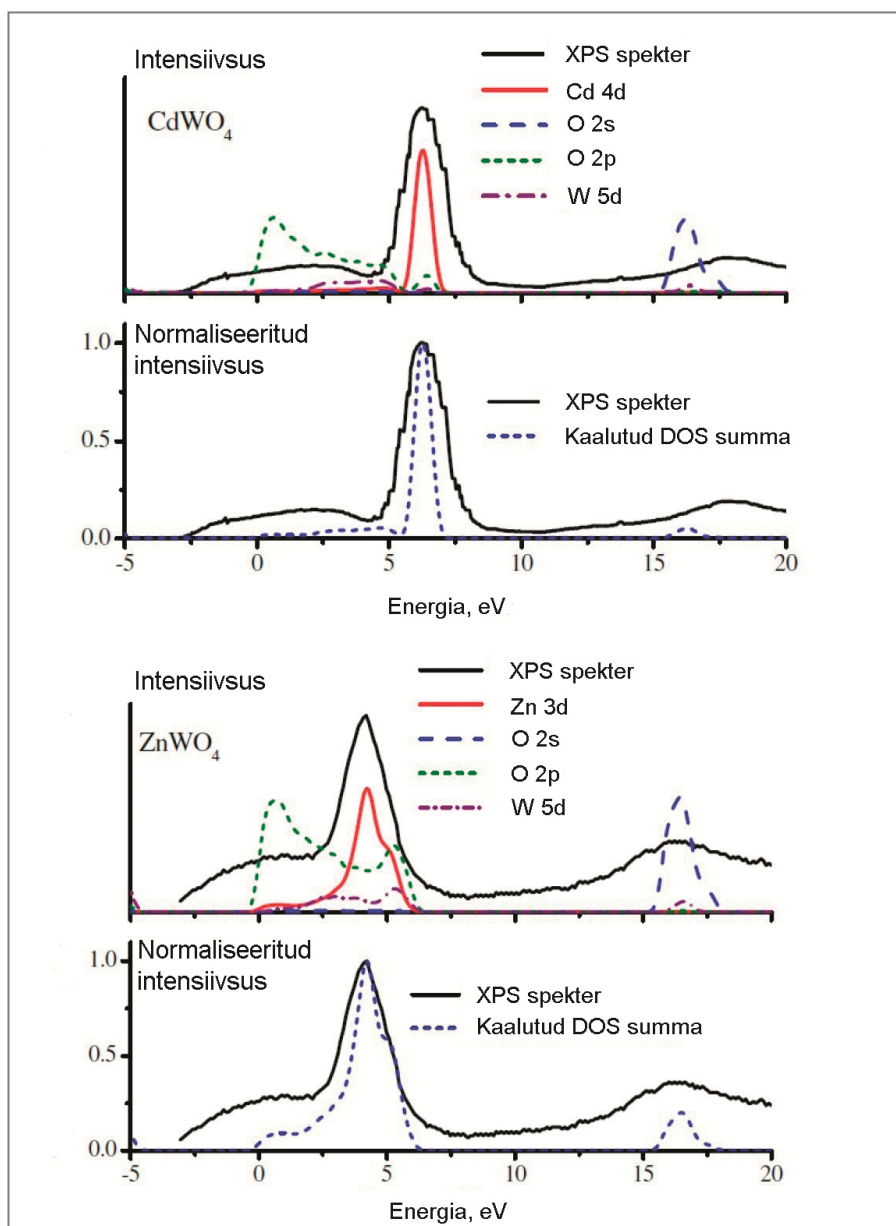 Intensiivsus
CdWO4
XPS spekter
Cd 4d
O 2s
O 2p
W 5d
Normaliseeritud
intensiivsus
1.0
0.5
0.0
XPS spekter
Kaalutud DOS summa
-5 0 5 10 15 20
Energia, eV
Intensiivsus
ZnWO4
XPS spekter
Zn 3d
O 2s
O 2p
W 5d
Normaliseeritud
intensiivsus
1.0
0.5
0.0
XPS spekter
Kaalutud DOS summa
-5 0 5 10 15 20
Energia, eV